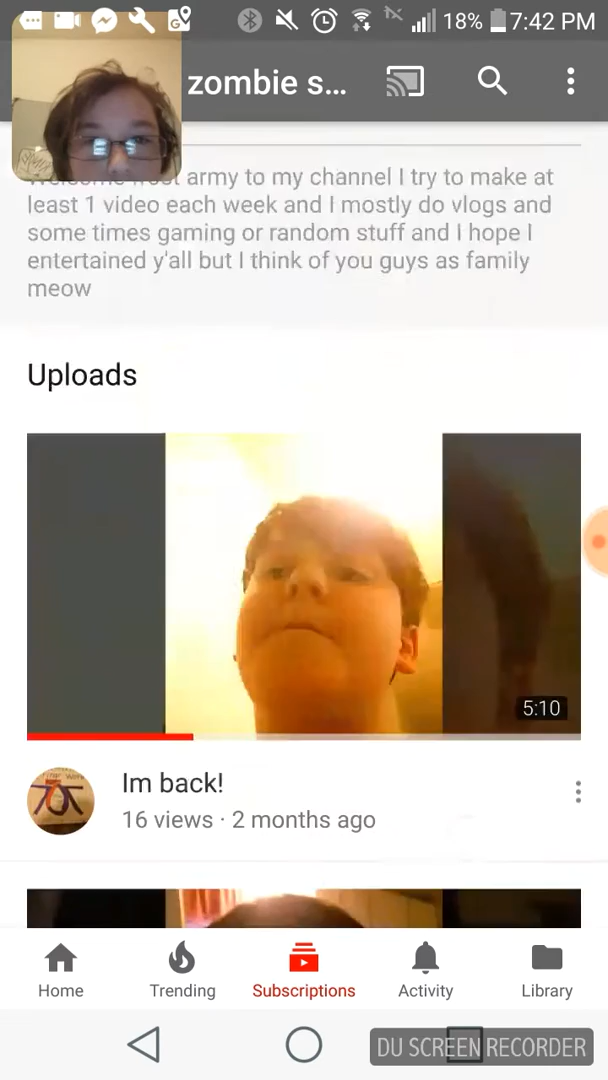 18% 7:42 PM
zombie s...
army to my channel I try to make at
least 1 video each week and I mostly do vlogs and
some times gaming or random stuff and I hope I
entertained y'all but I think of you guys as family
meow
Uploads
5:10
Im back!
16 views · 2 months ago
Home Trending Subscriptions Activity Library
DU SCREEN RECORDER